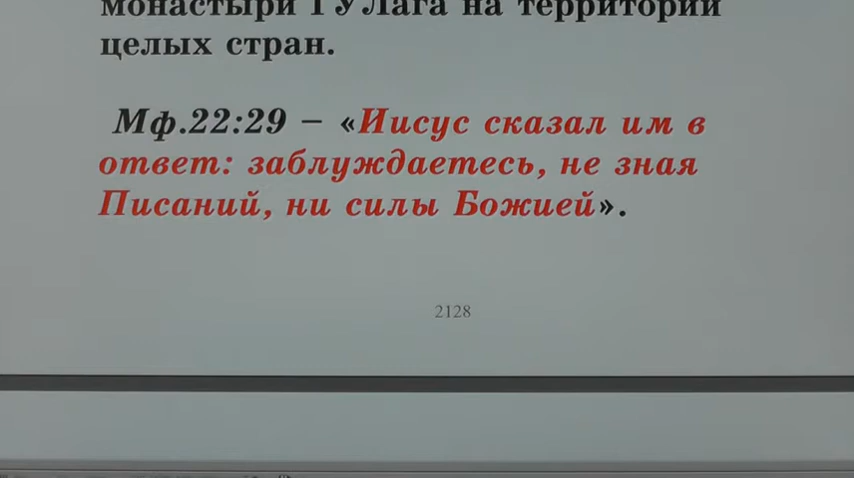 монастыри ГУЛага на территории
целых стран.
Мф.22:29 – «Иисус сказал им в
ответ: заблуждаетесь, не зная
Писаний, ни силы Божией».
2128